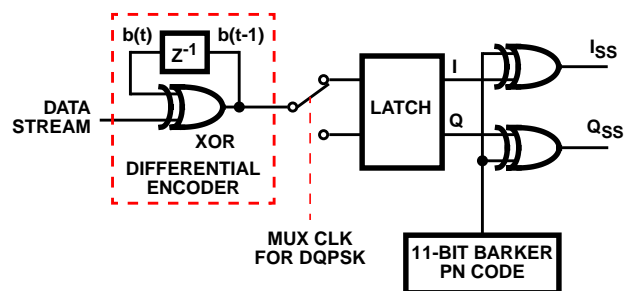 b(t)
b(t-1)
Z-1
DATA
STREAM
XOR
DIFFERENTIAL
ENCODER
LATCH
I
Q
ISS
QSS
MUX CLK
FOR DQPSK
11-BIT BARKER
PN CODE